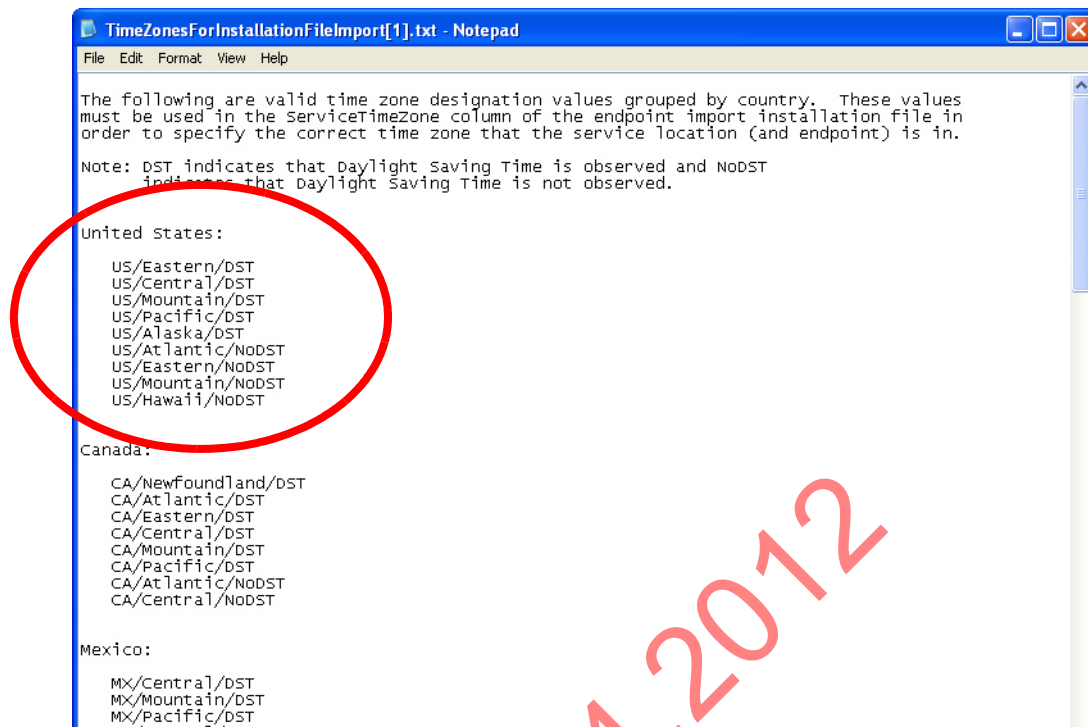 TimeZonesForInstallationFileImport[1].txt - Notepad
File Edit Format View Help
The following are valid time zone designation values grouped by country. These values
must be used in the ServiceTimeZone column of the endpoint import installation file in
order to specify the correct time zone that the service location (and endpoint) is in.
Note: DST indicates that Daylight Saving Time is observed and NoDST
indicates that Daylight Saving Time is not observed.
United States:
US/Eastern/DST
US/Central/DST
US/Mountain/DST
US/Pacific/DST
US/Alaska/DST
US/Atlantic/NoDST
US/Eastern/NoDST
US/Mountain/NoDST
US/Hawaii/NoDST
Canada:
CA/Newfoundland/DST
CA/Atlantic/DST
CA/Eastern/DST
CA/Central/DST
CA/Mountain/DST
CA/Pacific/DST
CA/Atlantic/NoDST
CA/Central/NoDST
Mexico:
MX/Central/DST
MX/Mountain/DST
MX/Pacific/DST
.2012